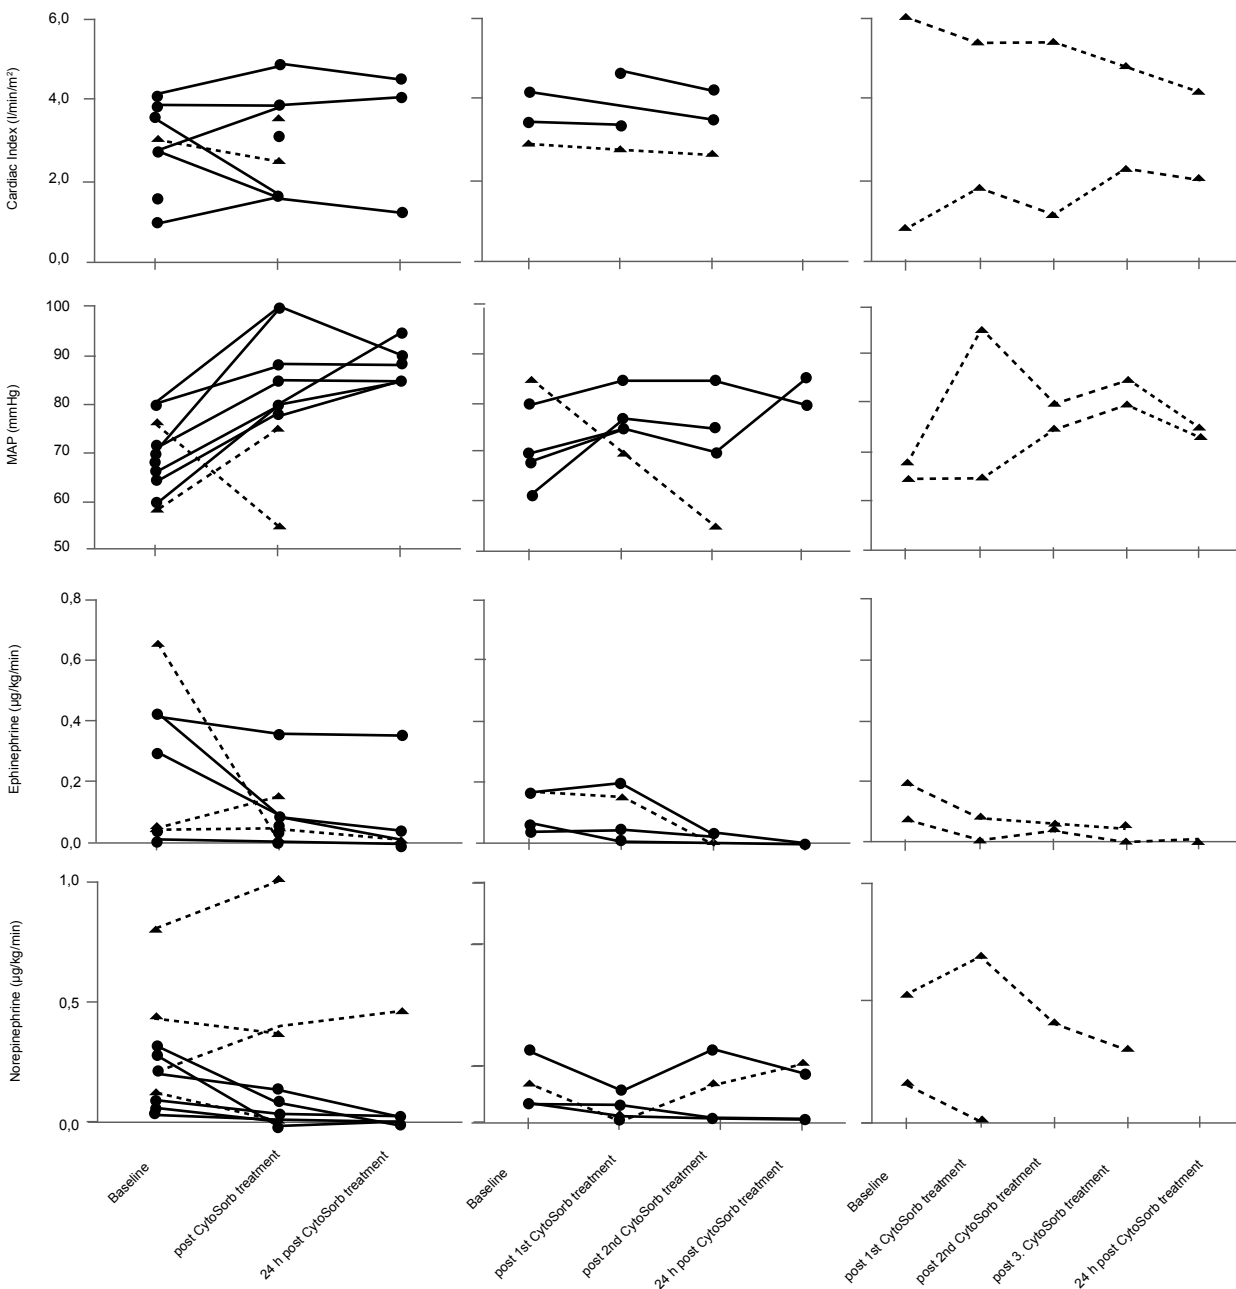 Cardiac Index (l/min/m²)
6,0
4,0
2,0
0,0
MAP (mmHg)
100
90
80
70
60
50
Ephinephrine (µg/kg/min)
0,8
0,6
0,4
0,2
0,0
Norepinephrine (µg/kg/min)
1,0
0,5
0,0
Baseline
post CytoSorb treatment
24 h post CytoSorb treatment
Baseline
post 1st CytoSorb treatment
post 2nd CytoSorb treatment
24 h post CytoSorb treatment
Baseline
post 1st CytoSorb treatment
post 2nd CytoSorb treatment
post 3. CytoSorb treatment
24 h post CytoSorb treatment